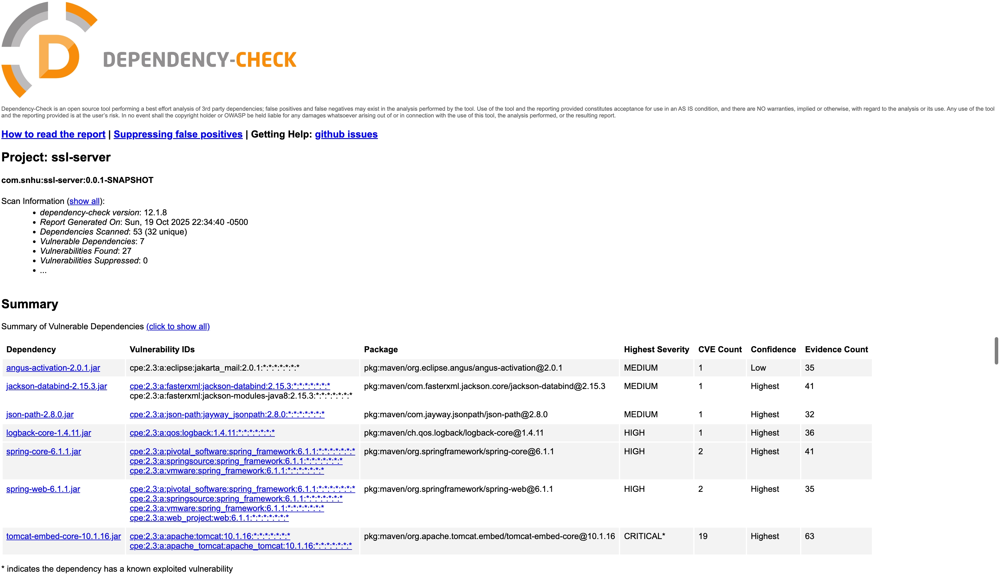 D
DEPENDENCY-CHECK
Dependency-Check is an open source tool performing a best effort analysis of 3rd party dependencies; false positives and false negatives may exist in the analysis performed by the tool. Use of the tool and the reporting provided constitutes acceptance for use in an AS IS condition, and there are NO warranties, implied or otherwise, with regard to the analysis or its use. Any use of the tool
and the reporting provided is at the user's risk. In no event shall the copyright holder or OWASP be held liable for any damages whatsoever arising out of or in connection with the use of this tool, the analysis performed, or the resulting report.
How to read the report | Suppressing false positives | Getting Help: github issues
Project: ssl-server
com.snhu:ssl-server:0.0.1-SNAPSHOT
Scan Information (show all):
• dependency-check version: 12.1.8
• Report Generated On: Sun, 19 Oct 2025 22:34:40 -0500
• Dependencies Scanned: 53 (32 unique)
• Vulnerable Dependencies: 7
• Vulnerabilities Found: 27
• Vulnerabilities Suppressed: 0
• ...
Summary
Summary of Vulnerable Dependencies (click to show all)
Dependency Vulnerability IDs Package Highest Severity CVE Count Confidence Evidence Count
angus-activation-2.0.1.jar cpe:2.3:a:eclipse:jakarta_mail:2.0.1:*:*:*:*:*:*:* pkg:maven/org.eclipse.angus/angus-activation@2.0.1 MEDIUM 1 Low 35
jackson-databind-2.15.3.jar cpe:2.3:a:fasterxml:jackson-databind:2.15.3:*:*:*:*:*:*:* pkg:maven/com.fasterxml.jackson.core/jackson-databind@2.15.3 MEDIUM 1 Highest 41
cpe:2.3:a:fasterxml:jackson-modules-java8:2.15.3:*:*:*:*:*:*:*
json-path-2.8.0.jar cpe:2.3:a:json-path:jayway_jsonpath:2.8.0:*:*:*:*:*:*:* pkg:maven/com.jayway.jsonpath/json-path@2.8.0 MEDIUM 1 Highest 32
logback-core-1.4.11.jar cpe:2.3:a:qos:logback:1.4.11:*:*:*:*:*:*:* pkg:maven/ch.qos.logback/logback-core@1.4.11 HIGH 1 Highest 36
spring-core-6.1.1.jar cpe:2.3:a:pivotal_software:spring_framework:6.1.1:*:*:*:*:*:*:* pkg:maven/org.springframework/spring-core@6.1.1 HIGH 2 Highest 41
cpe:2.3:a:springsource:spring_framework:6.1.1:*:*:*:*:*:*:*
cpe:2.3:a:vmware:spring_framework:6.1.1:*:*:*:*:*:*:*
spring-web-6.1.1.jar cpe:2.3:a:pivotal_software:spring_framework:6.1.1:*:*:*:*:*:*:* pkg:maven/org.springframework/spring-web@6.1.1 HIGH 2 Highest 35
cpe:2.3:a:springsource:spring_framework:6.1.1:*:*:*:*:*:*:*
cpe:2.3:a:vmware:spring_framework:6.1.1:*:*:*:*:*:*:*
cpe:2.3:a:web_project:web:6.1.1:*:*:*:*:*:*:*
tomcat-embed-core-10.1.16.jar cpe:2.3:a:apache:tomcat:10.1.16:*:*:*:*:*:*:* pkg:maven/org.apache.tomcat.embed/tomcat-embed-core@10.1.16 CRITICAL* 19 Highest 63
cpe:2.3:a:apache_tomcat:apache_tomcat:10.1.16:*:*:*:*:*:*:*
* indicates the dependency has a known exploited vulnerability